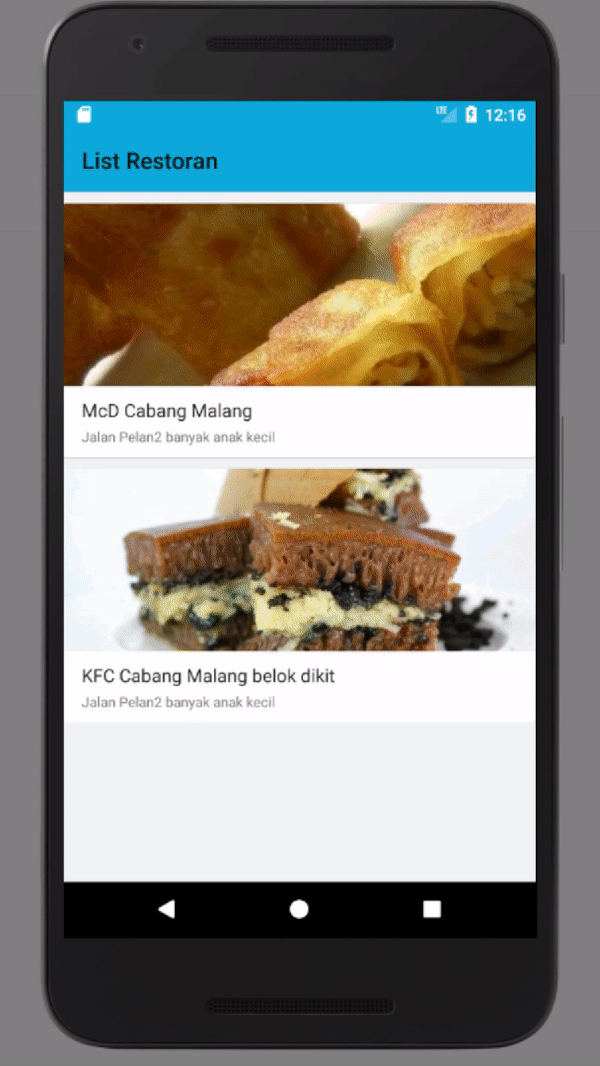 LTE 12:16
List Restoran
McD Cabang Malang
Jalan Pelan2 banyak anak kecil
KFC Cabang Malang belok dikit
Jalan Pelan2 banyak anak kecil